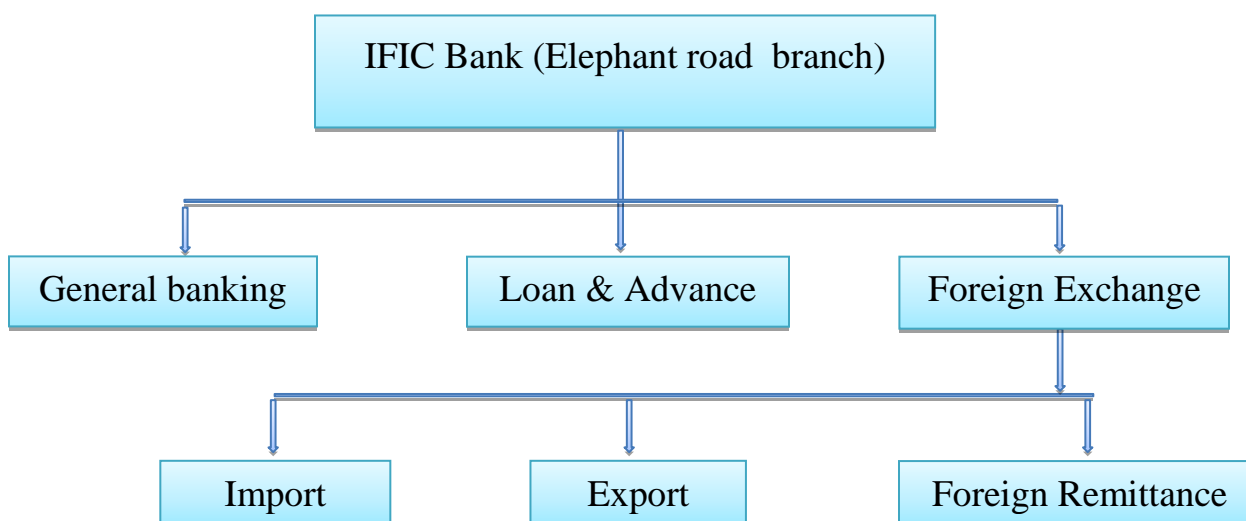 IFIC Bank (Elephant road branch)
General banking
Loan & Advance
Foreign Exchange
Import
Export
Foreign Remittance